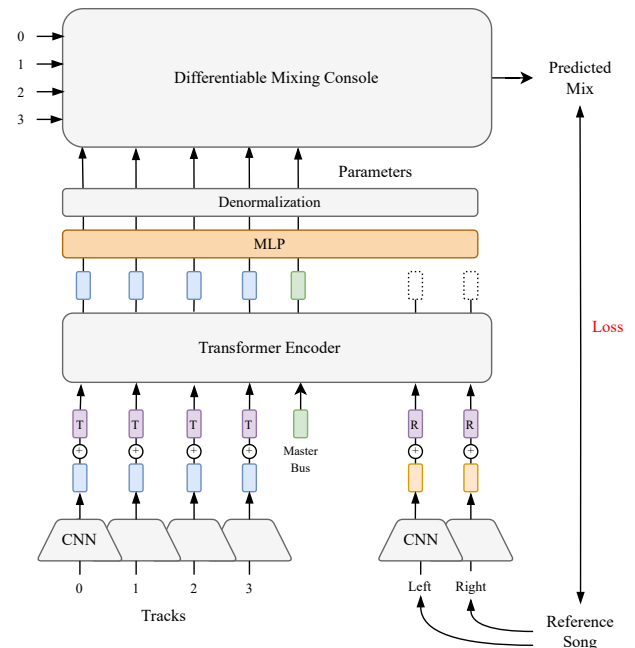 0
1
2
3
Differentiable Mixing Console
Predicted
Mix
Parameters
Denormalization
MLP
Loss
Transformer Encoder
T T T T R R
+ + + + + +
Master
Bus
CNN CNN
0 1 2 3 Left Right
Tracks
Reference
Song